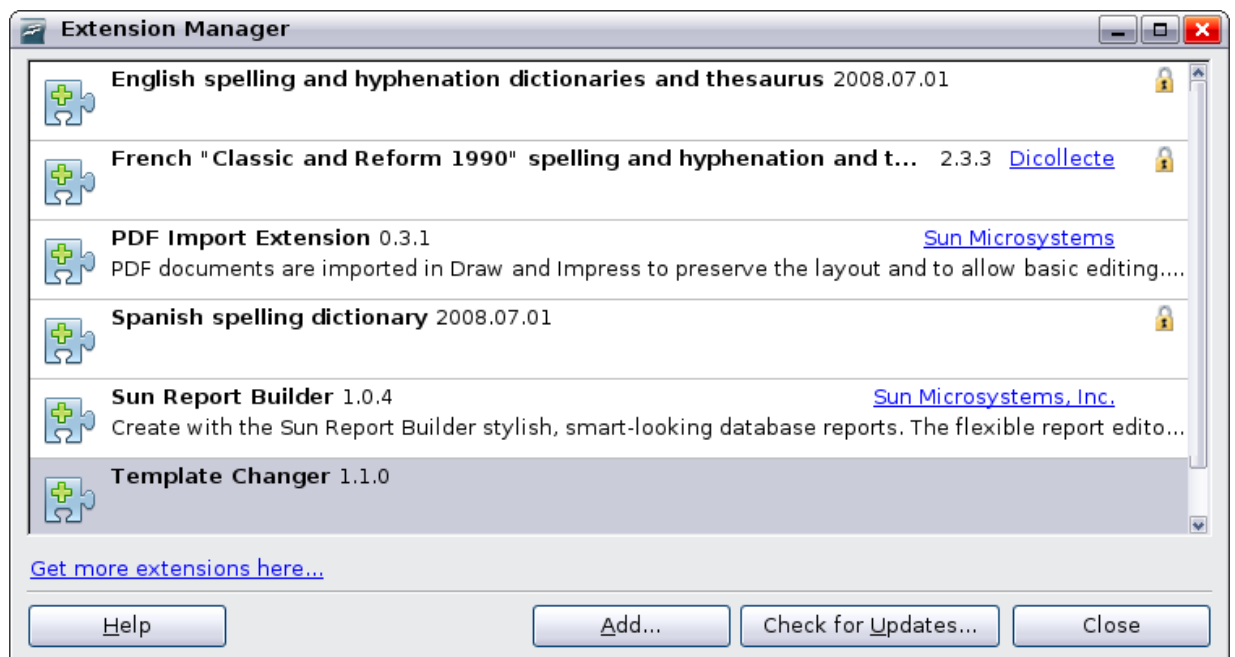 Extension Manager
English spelling and hyphenation dictionaries and thesaurus 2008.07.01
French "Classic and Reform 1990" spelling and hyphenation and t... 2.3.3 Dicollecte
PDF Import Extension 0.3.1 Sun Microsystems
PDF documents are imported in Draw and Impress to preserve the layout and to allow basic editing....
Spanish spelling dictionary 2008.07.01
Sun Report Builder 1.0.4 Sun Microsystems, Inc.
Create with the Sun Report Builder stylish, smart-looking database reports. The flexible report edito...
Template Changer 1.1.0
Get more extensions here...
Help Add... Check for Updates... Close